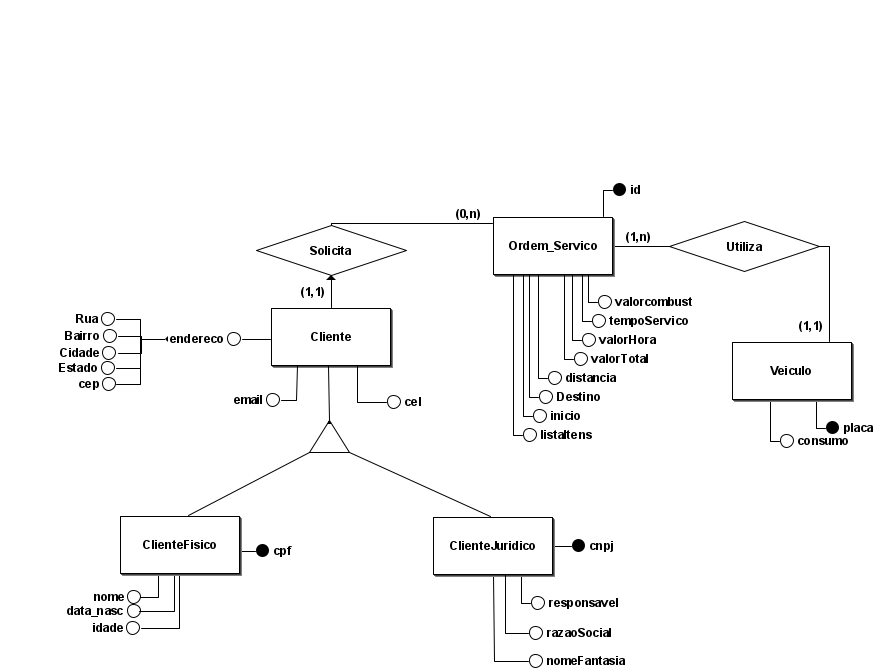 id
(0,n)
Solicita
Ordem_Servico
(1,n)
Utiliza
(1,1)
valorcombust
Rua
Bairro
Cidade
Estado
cep
endereco
Cliente
tempoServico
valorHora
valorTotal
(1,1)
Veiculo
distancia
Destino
inicio
listaItens
email
cel
placa
consumo
ClienteFisico
cpf
ClienteJuridico
cnpj
nome
data_nasc
idade
responsavel
razaoSocial
nomeFantasia